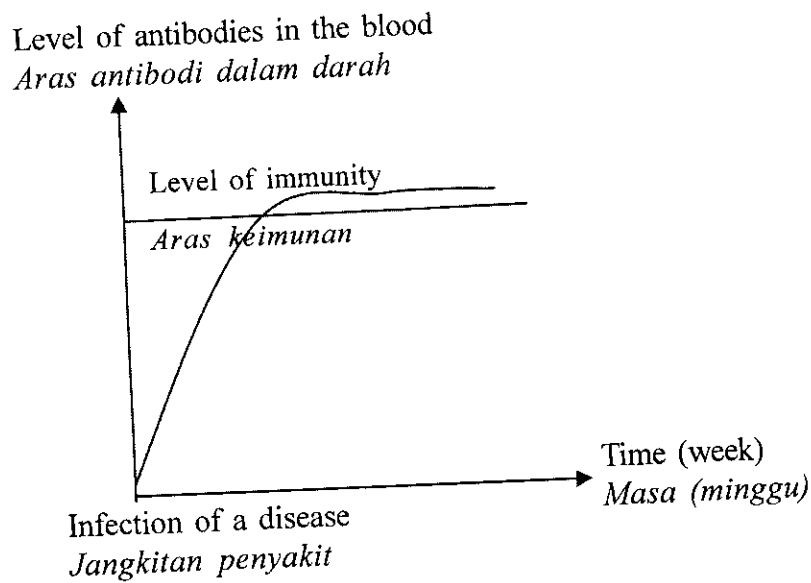 Level of antibodies in the blood
Aras antibodi dalam darah
Level of immunity
Aras keimunan
Time (week)
Masa (minggu)
Infection of a disease
Jangkitan penyakit